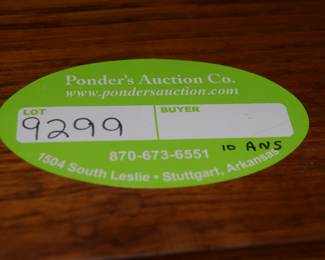 Ponder's Auction Co.
www.pondersauction.com
LOT BUYER
9299
870-673-6551
10 ANS
1504 South Leslie • Stuttgart, Arkansas